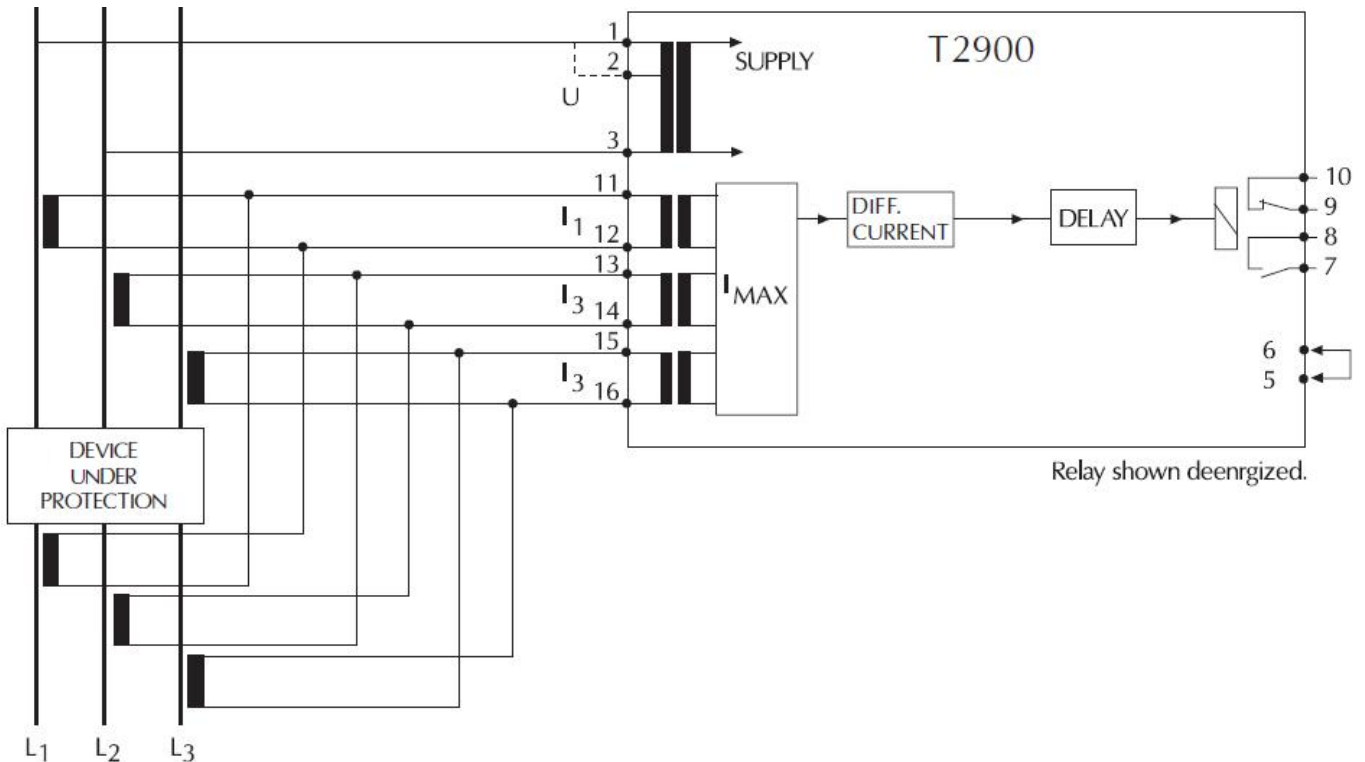 T2900
1
SUPPLY
2
U
3
11
I1
12
13
I3
14
15
I3
16
IMAX
DIFF.
CURRENT
DELAY
10
9
8
7
6
5
Relay shown deenrgized.
DEVICE
UNDER
PROTECTION
L1 L2 L3